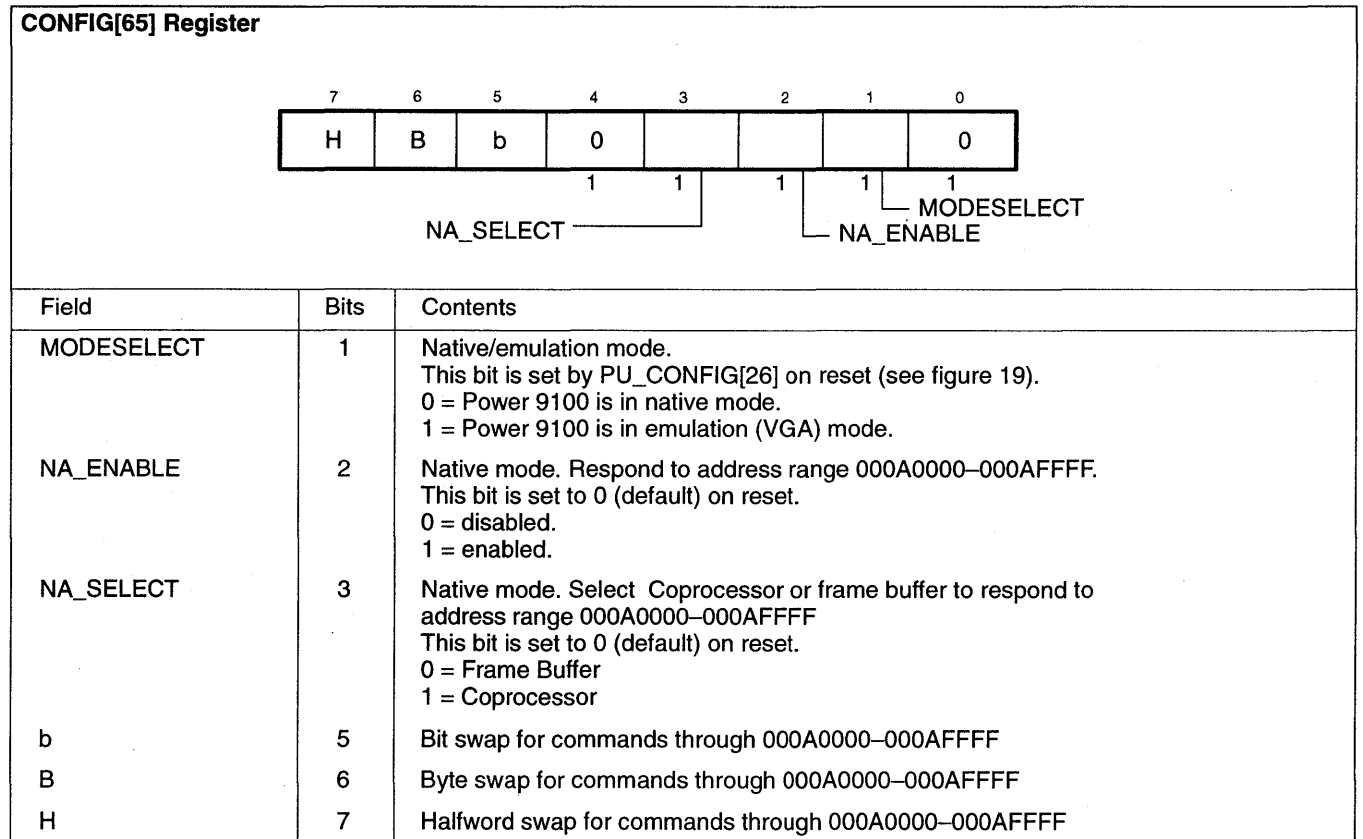 CONFIG[65] Register
7 6 5 4 3 2 1 0
H B b 0 0
1 1 1 1 1
MODESELECT
NA_SELECT NA_ENABLE
Field Bits Contents
MODESELECT 1 Native/emulation mode.
This bit is set by PU_CONFIG[26] on reset (see figure 19).
0 = Power 9100 is in native mode.
1 = Power 9100 is in emulation (VGA) mode.
NA_ENABLE 2 Native mode. Respond to address range 000A0000–000AFFFF.
This bit is set to 0 (default) on reset.
0 = disabled.
1 = enabled.
NA_SELECT 3 Native mode. Select Coprocessor or frame buffer to respond to
address range 000A0000–000AFFFF
This bit is set to 0 (default) on reset.
0 = Frame Buffer
1 = Coprocessor
b 5 Bit swap for commands through 000A0000–000AFFFF
B 6 Byte swap for commands through 000A0000–000AFFFF
H 7 Halfword swap for commands through 000A0000–000AFFFF